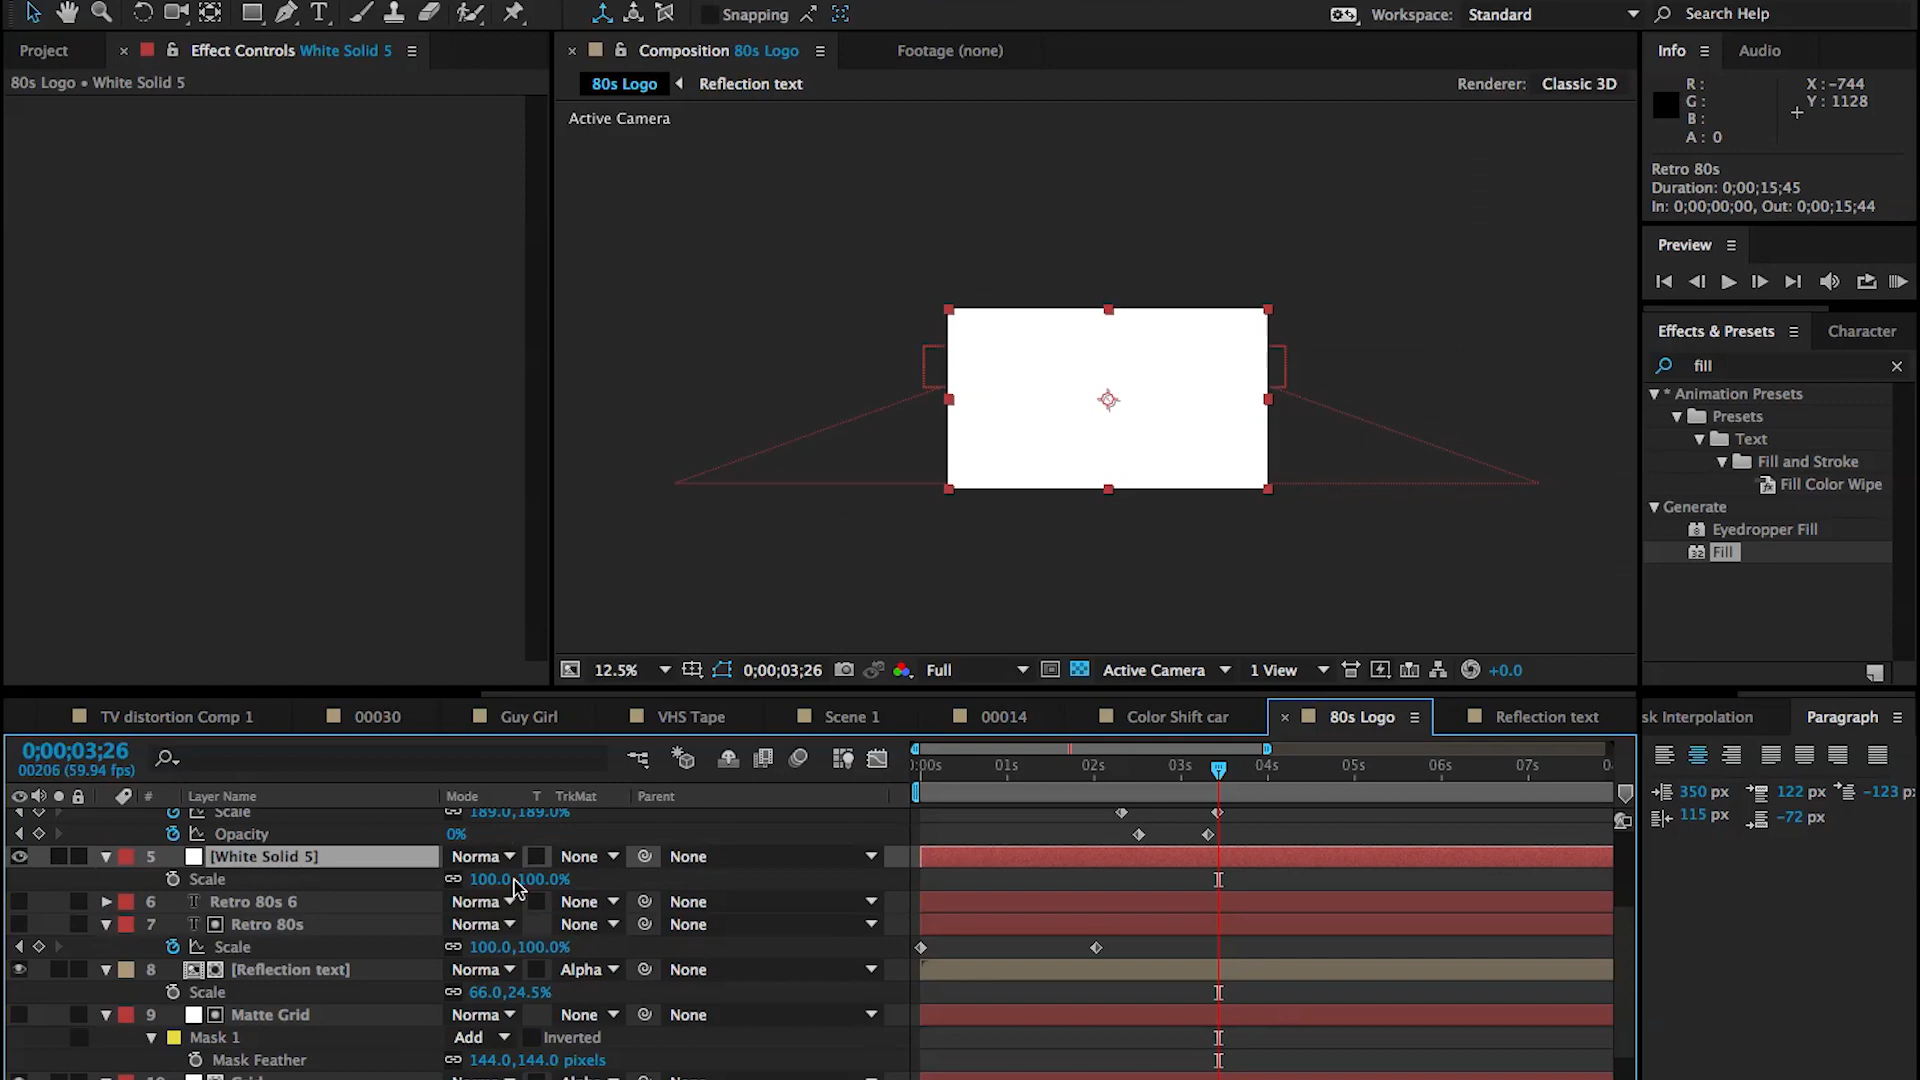 Snapping
Workspace: Standard
Search Help
Project
Effect Controls White Solid 5
Composition 80s Logo
Footage (none)
Info
Audio
80s Logo • White Solid 5
80s Logo
Reflection text
Renderer: Classic 3D
R :
G :
B :
A : 0
X : -744
Y : 1128
Active Camera
Retro 80s
Duration: 0;00;15;45
In: 0;00;00;00, Out: 0;00;15;44
Preview
Effects & Presets
Character
fill
* Animation Presets
Presets
Text
Fill and Stroke
Fill Color Wipe
Generate
Eyedropper Fill
Fill
12.5%
0;00;03;26
Full
Active Camera
1 View
+0.0
TV distortion Comp 1
00030
Guy Girl
VHS Tape
Scene 1
00014
Color Shift car
80s Logo
Reflection text
sk Interpolation
Paragraph
0;00;03;26
00206 (59.94 fps)
:00s
01s
02s
03s
04s
05s
06s
07s
350 px
122 px
-123 p
115 px
-72 px
# Layer Name Mode T TrkMat Parent
Scale 189.0,189.0%
Opacity 0%
5 [White Solid 5] Norma None None
Scale 100.0,100.0%
6 Retro 80s 6 Norma None None
7 Retro 80s Norma None None
Scale 100.0,100.0%
8 [Reflection text] Norma Alpha None
Scale 66.0,24.5%
9 Matte Grid Norma None None
Mask 1 Add Inverted
Mask Feather 144.0,144.0 pixels